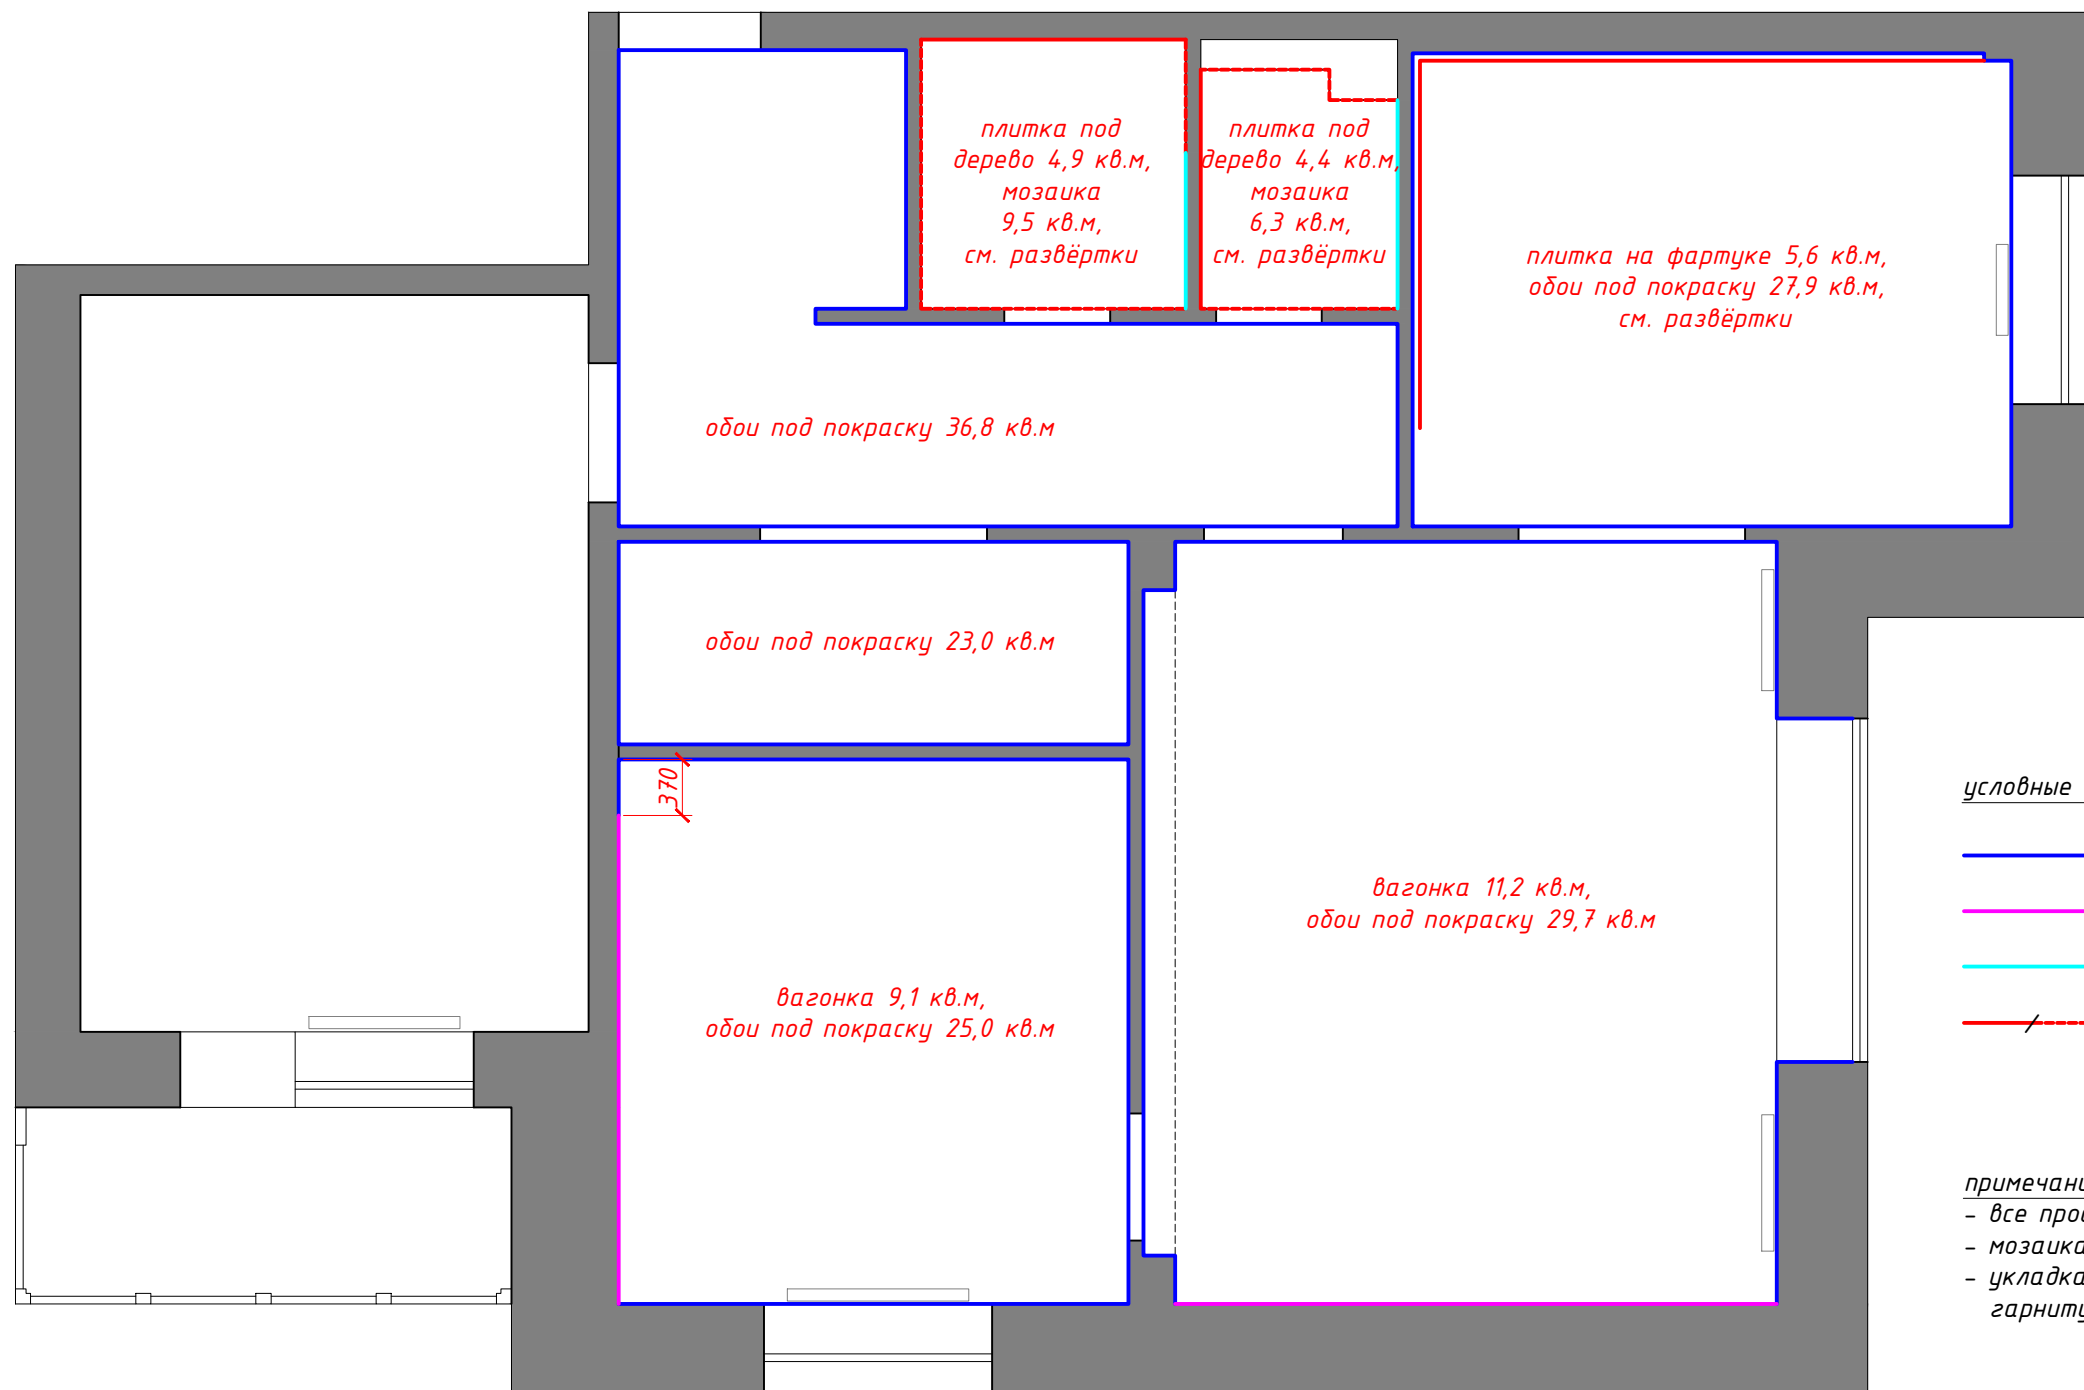 плитка под
дерево 4,9 кв.м,
мозаика
9,5 кв.м,
см. развёртки
плитка под
дерево 4,4 кв.м,
мозаика
6,3 кв.м,
см. развёртки
плитка на фартуке 5,6 кв.м,
обои под покраску 27,9 кв.м,
см. развёртки
обои под покраску 36,8 кв.м
обои под покраску 23,0 кв.м
370
вагонка 9,1 кв.м,
обои под покраску 25,0 кв.м
вагонка 11,2 кв.м,
обои под покраску 29,7 кв.м
условные
- все
- мозаика
- укладка